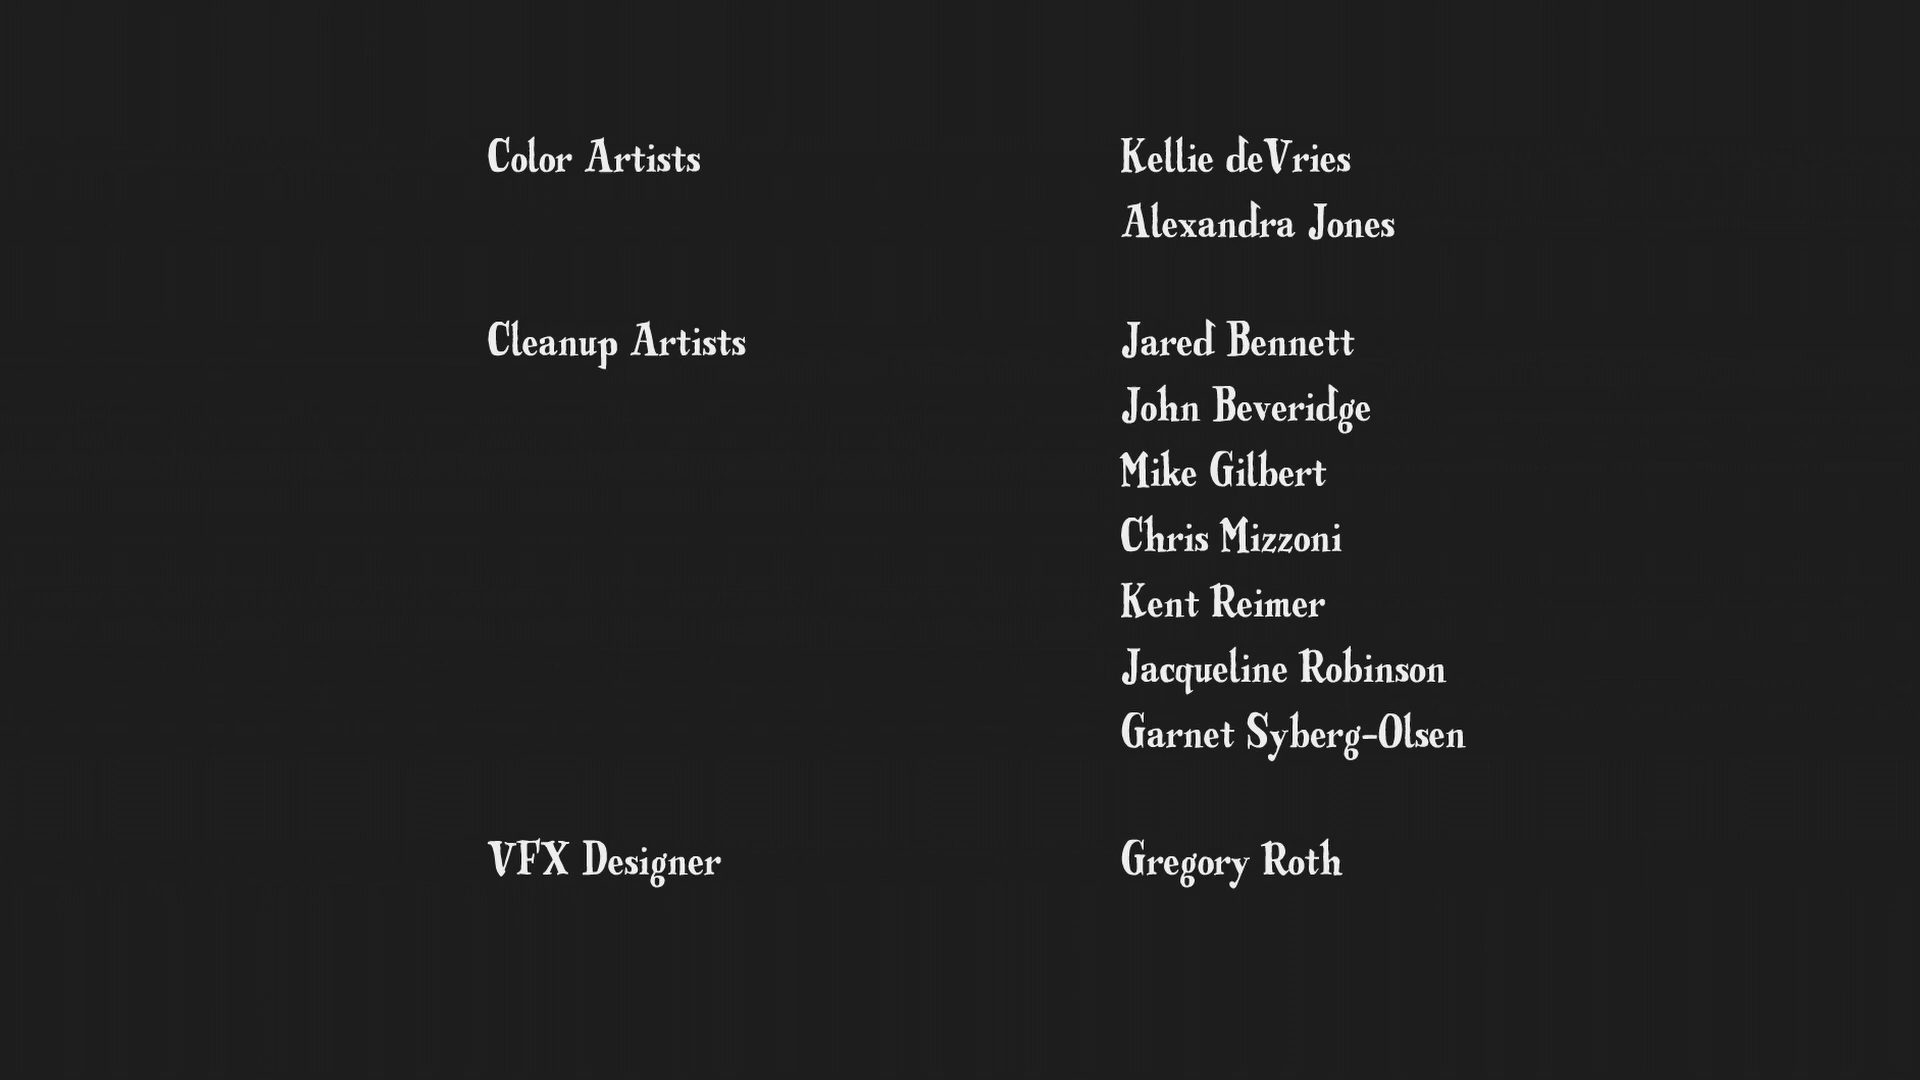 Color Artists Kellie deVries
Alexandra Jones
Cleanup Artists Jared Bennett
John Beveridge
Mike Gilbert
Chris Mizzoni
Kent Reimer
Jacqueline Robinson
Garnet Syberg-Olsen
VFX Designer Gregory Roth